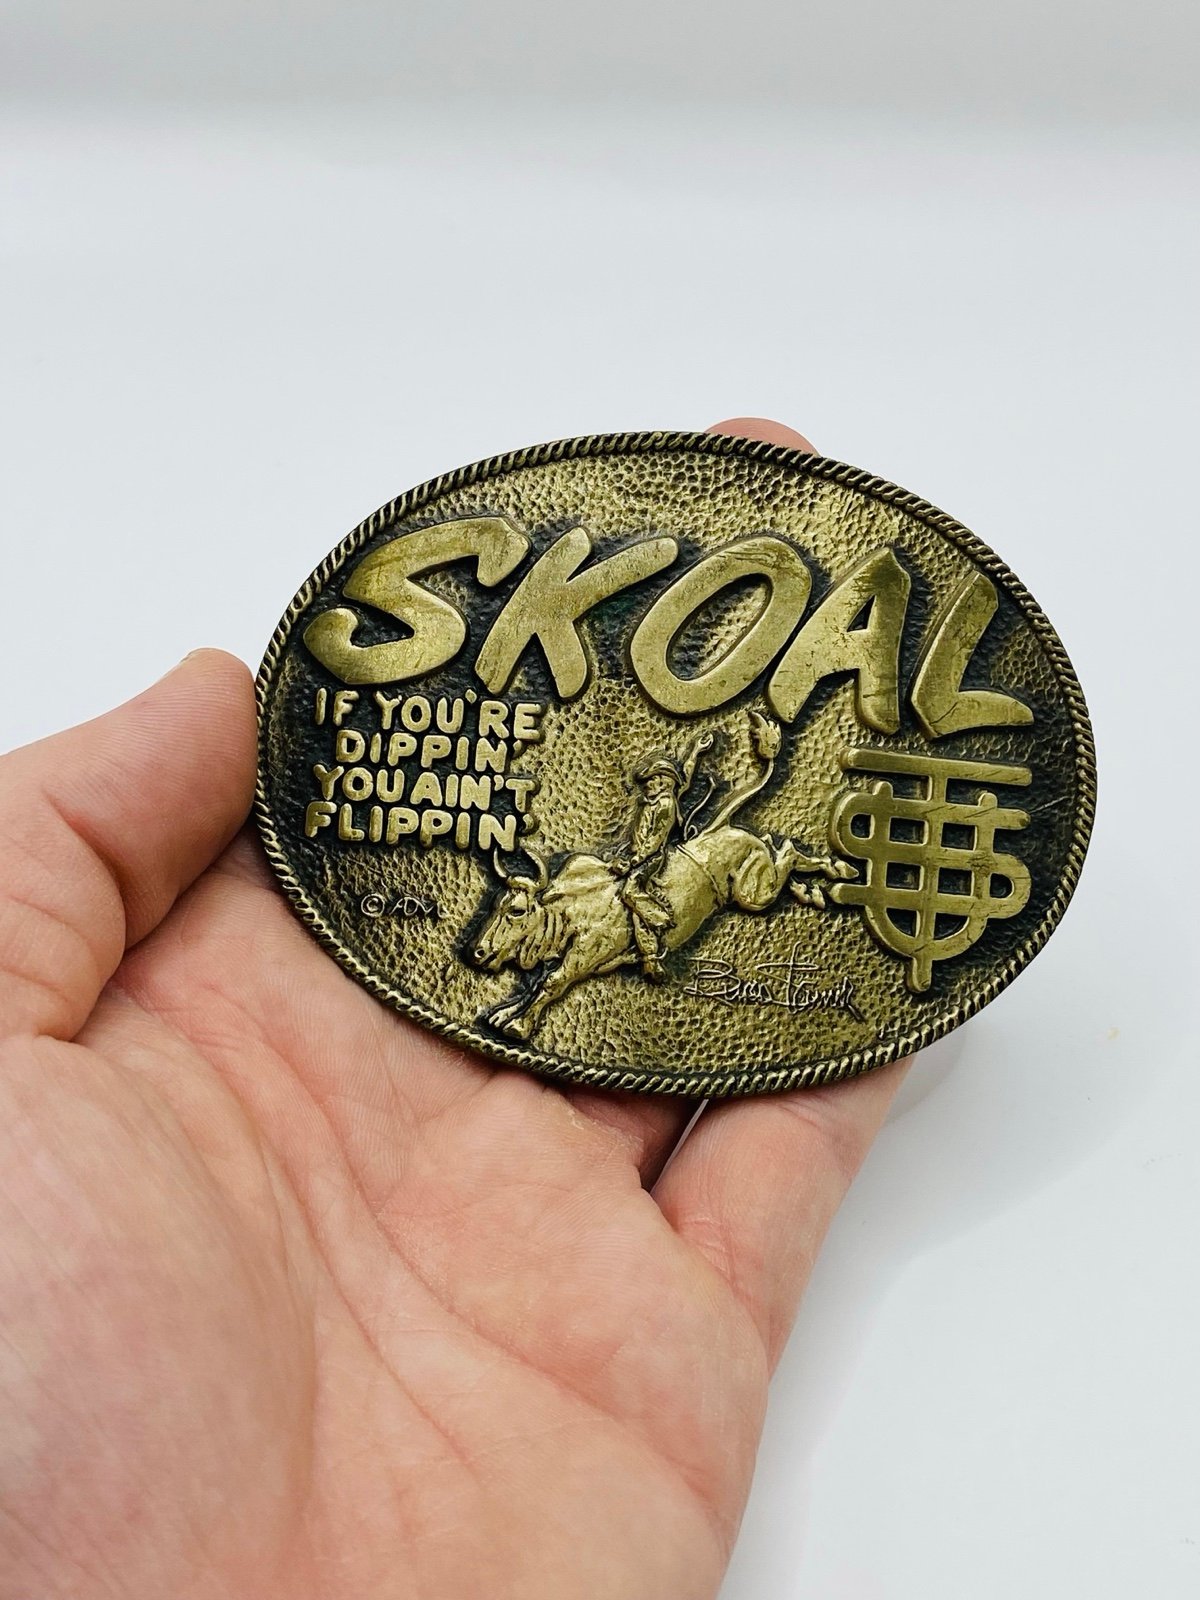 SKOAL
IF YOU'RE
DIPPIN'
YOU AIN'T
FLIPPIN'
©